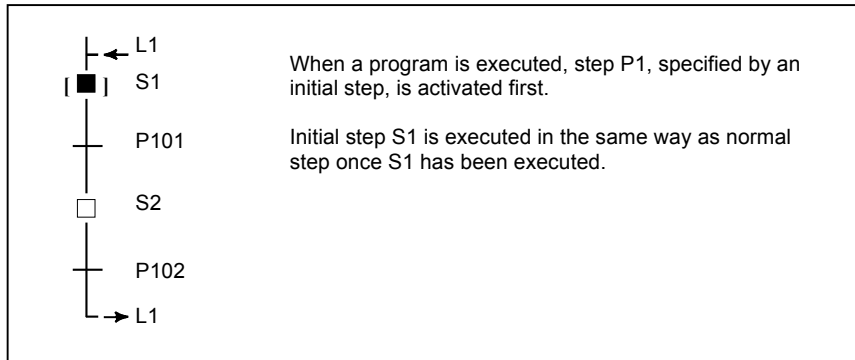 L1
[ ] S1
P101
S2
P102
L1
When a program is executed, step P1, specified by an
initial step, is activated first.
Initial step S1 is executed in the same way as normal
step once S1 has been executed.